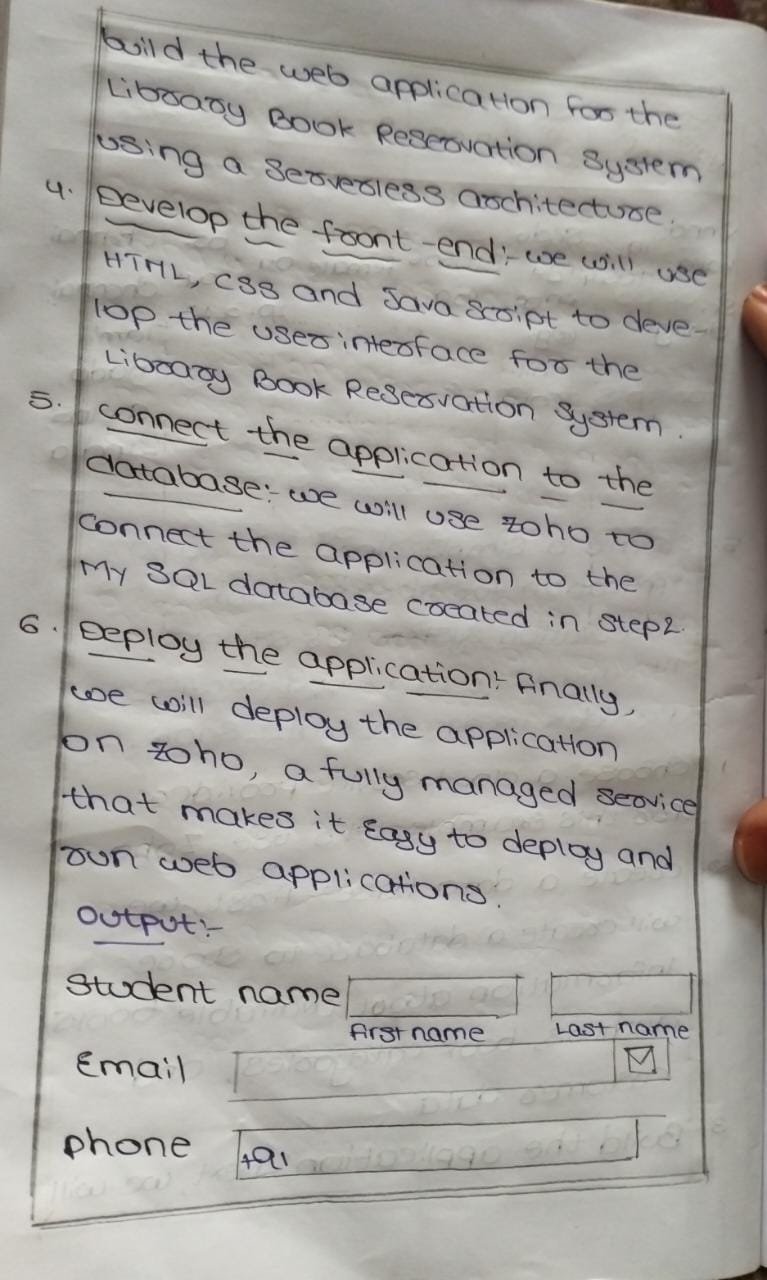 build the web application for the
Library Book Reservation System
using a serverless architecture.
4. Develop the front-end:- we will use
HTML, CSS and Java Script to deve-
lop the user interface for the
Library Book Reservation System.
5. connect the application to the
database:- we will use zoho to
connect the application to the
My SQL database created in step2.
6. Deploy the application:- finally,
we will deploy the application
on zoho, a fully managed service
that makes it Easy to deploy and
run web applications.
output:-
student name
First name Last name
Email
phone +91